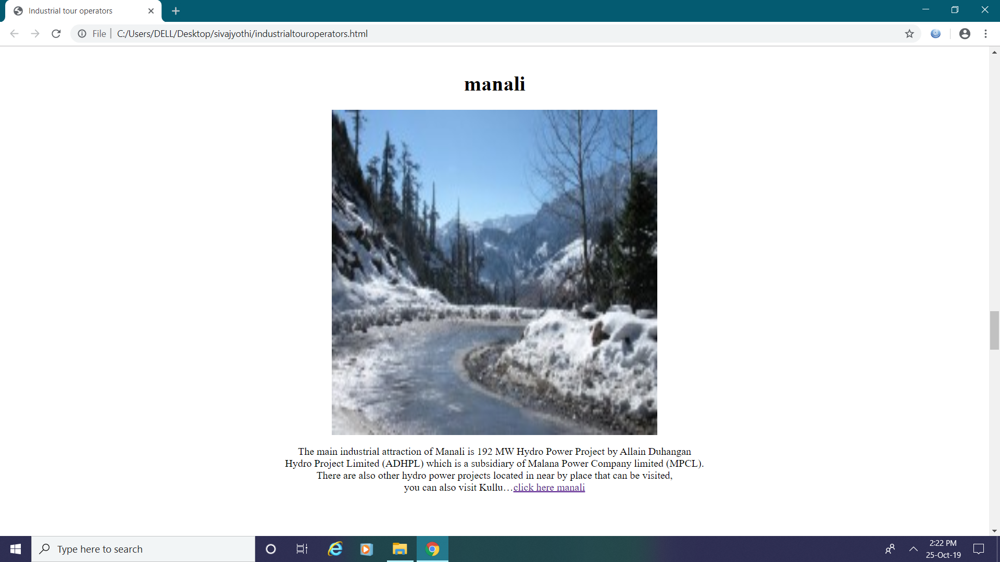 Industrial tour operators
File
C:/Users/DELL/Desktop/sivajyothi/industrialtouroperators.html
manali
The main industrial attraction of Manali is 192 MW Hydro Power Project by Allain Duhangan
Hydro Project Limited (ADHPL) which is a subsidiary of Malana Power Company limited (MPCL).
There are also other hydro power projects located in near by place that can be visited,
you can also visit Kullu…click here manali
Type here to search
2:22 PM
25-Oct-19